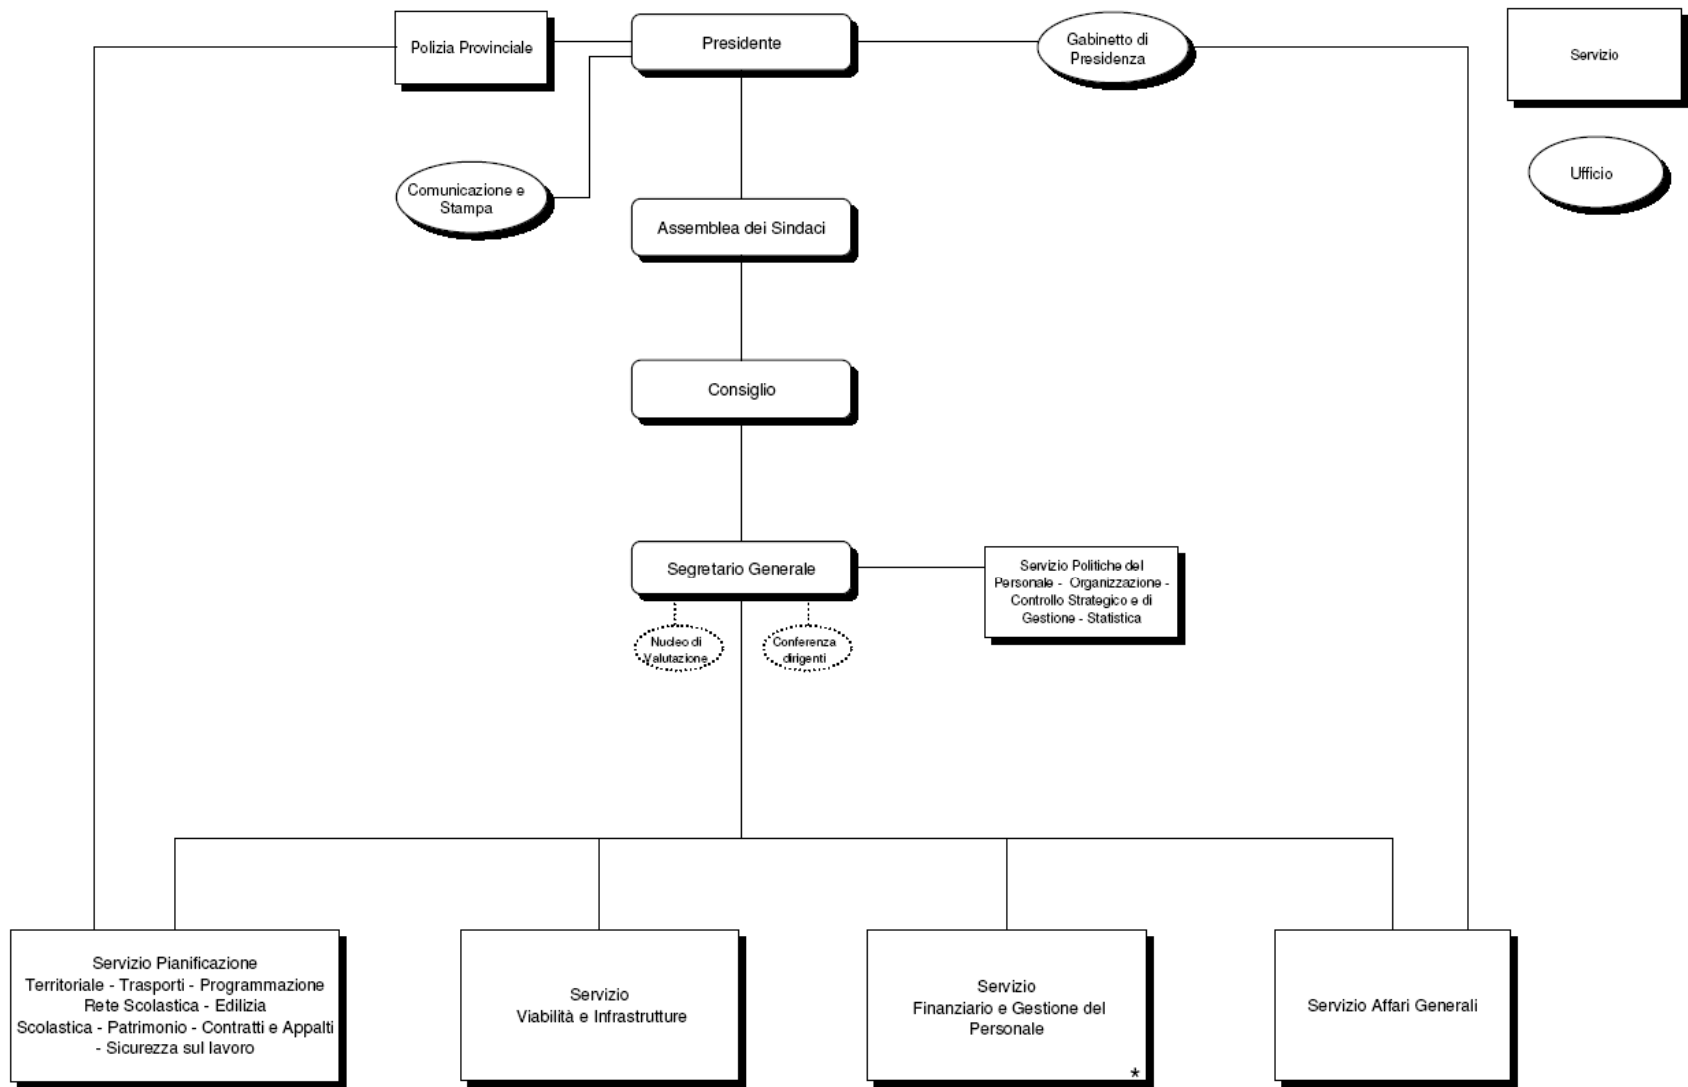 Polizia Provinciale
Presidente
Gabinetto di
Presidenza
Servizio
Ufficio
Comunicazione e
Stampa
Assemblea dei Sindaci
Consiglio
Segretario Generale
Servizio Politiche del
Personale - Organizzazione -
Controllo Strategico e di
Gestione - Statistica
Nucleo di
Valutazione
Conferenza
dirigenti
Servizio Pianificazione
Territoriale - Trasporti - Programmazione
Rete Scolastica - Edilizia
Scolastica - Patrimonio - Contratti e Appalti
- Sicurezza sul lavoro
Servizio
Viabilità e Infrastrutture
Servizio
Finanziario e Gestione del
Personale
*
Servizio Affari Generali